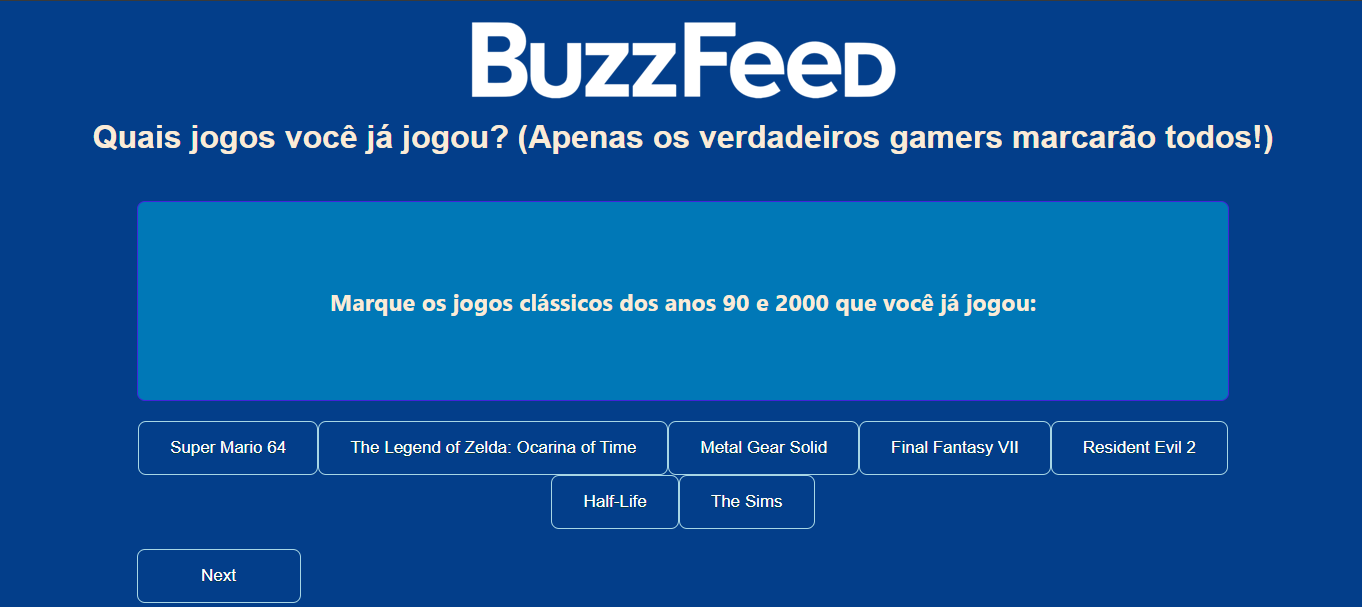 BuzzFeed
Quais jogos você já jogou? (Apenas os verdadeiros gamers marcarão todos!)
Marque os jogos clássicos dos anos 90 e 2000 que você já jogou:
Super Mario 64 The Legend of Zelda: Ocarina of Time Metal Gear Solid Final Fantasy VII Resident Evil 2
Half-Life The Sims
Next